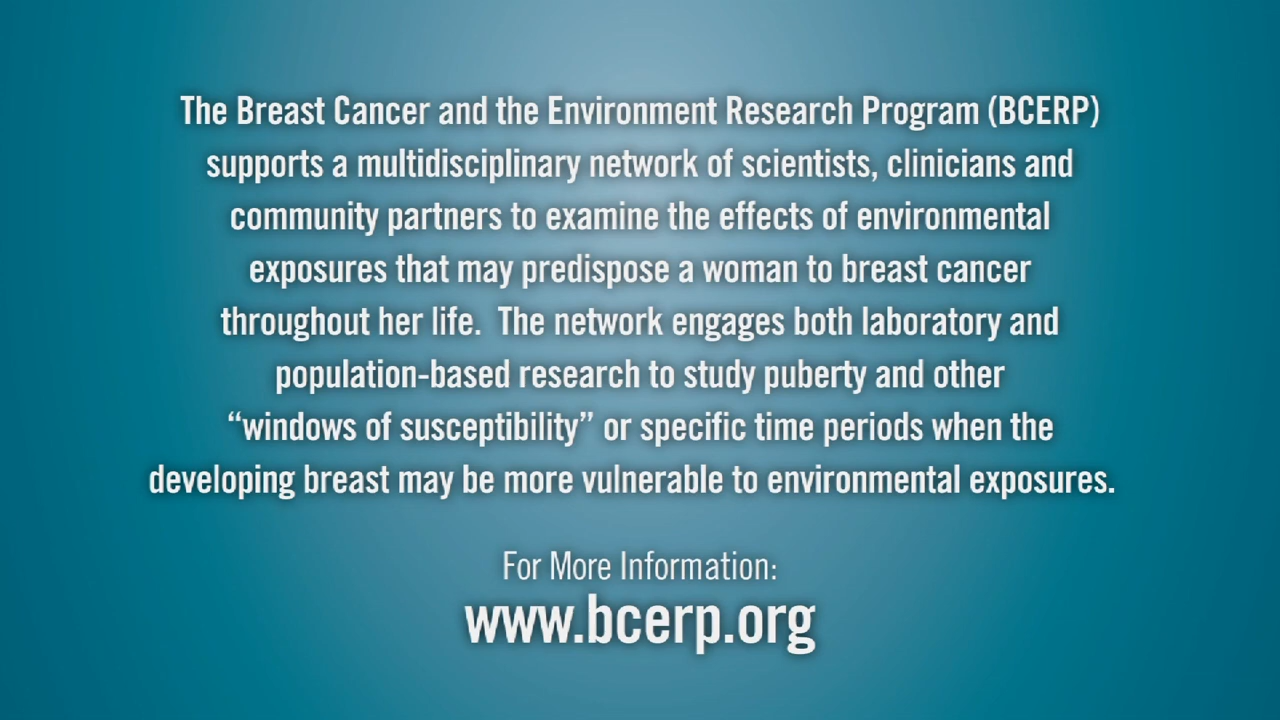 The Breast Cancer and the Environment Research Program (BCERP)
supports a multidisciplinary network of scientists, clinicians and
community partners to examine the effects of environmental
exposures that may predispose a woman to breast cancer
throughout her life.  The network engages both laboratory and
population-based research to study puberty and other
“windows of susceptibility” or specific time periods when the
developing breast may be more vulnerable to environmental exposures.
For More Information:
www.bcerp.org